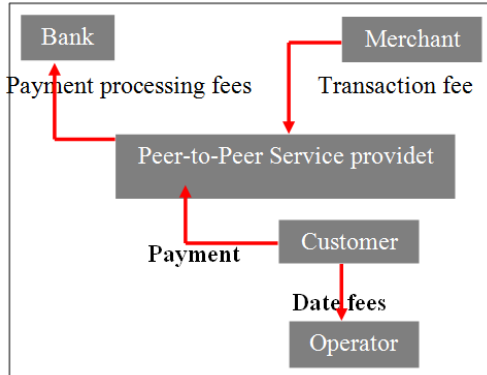 Bank
Merchant
Payment processing fees
Transaction fee
Peer-to-Peer Service providet
Customer
Payment
Date fees
Operator